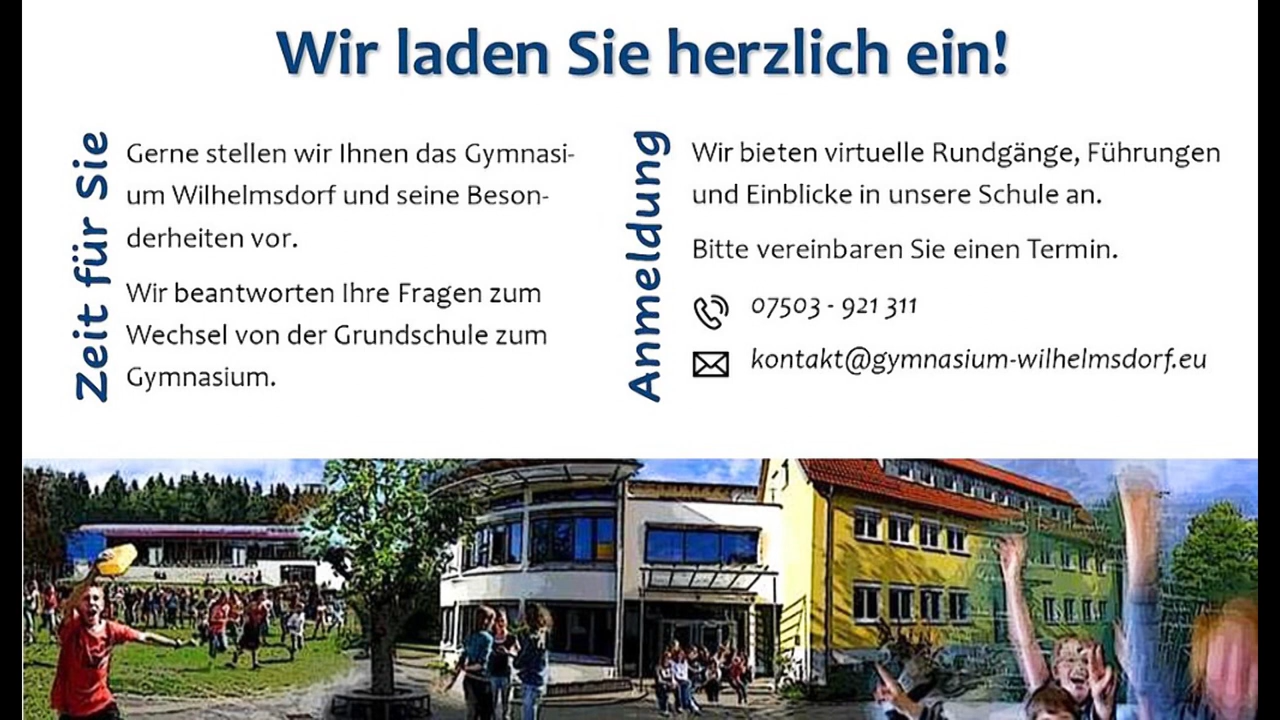 Wir laden Sie herzlich ein!
Zeit für Sie
Gerne stellen wir Ihnen das Gymnasi-
um Wilhelmsdorf und seine Beson-
derheiten vor.
Wir beantworten Ihre Fragen zum
Wechsel von der Grundschule zum
Gymnasium.
Anmeldung
Wir bieten virtuelle Rundgänge, Führungen
und Einblicke in unsere Schule an.
Bitte vereinbaren Sie einen Termin.
07503 - 921 311
kontakt@gymnasium-wilhelmsdorf.eu